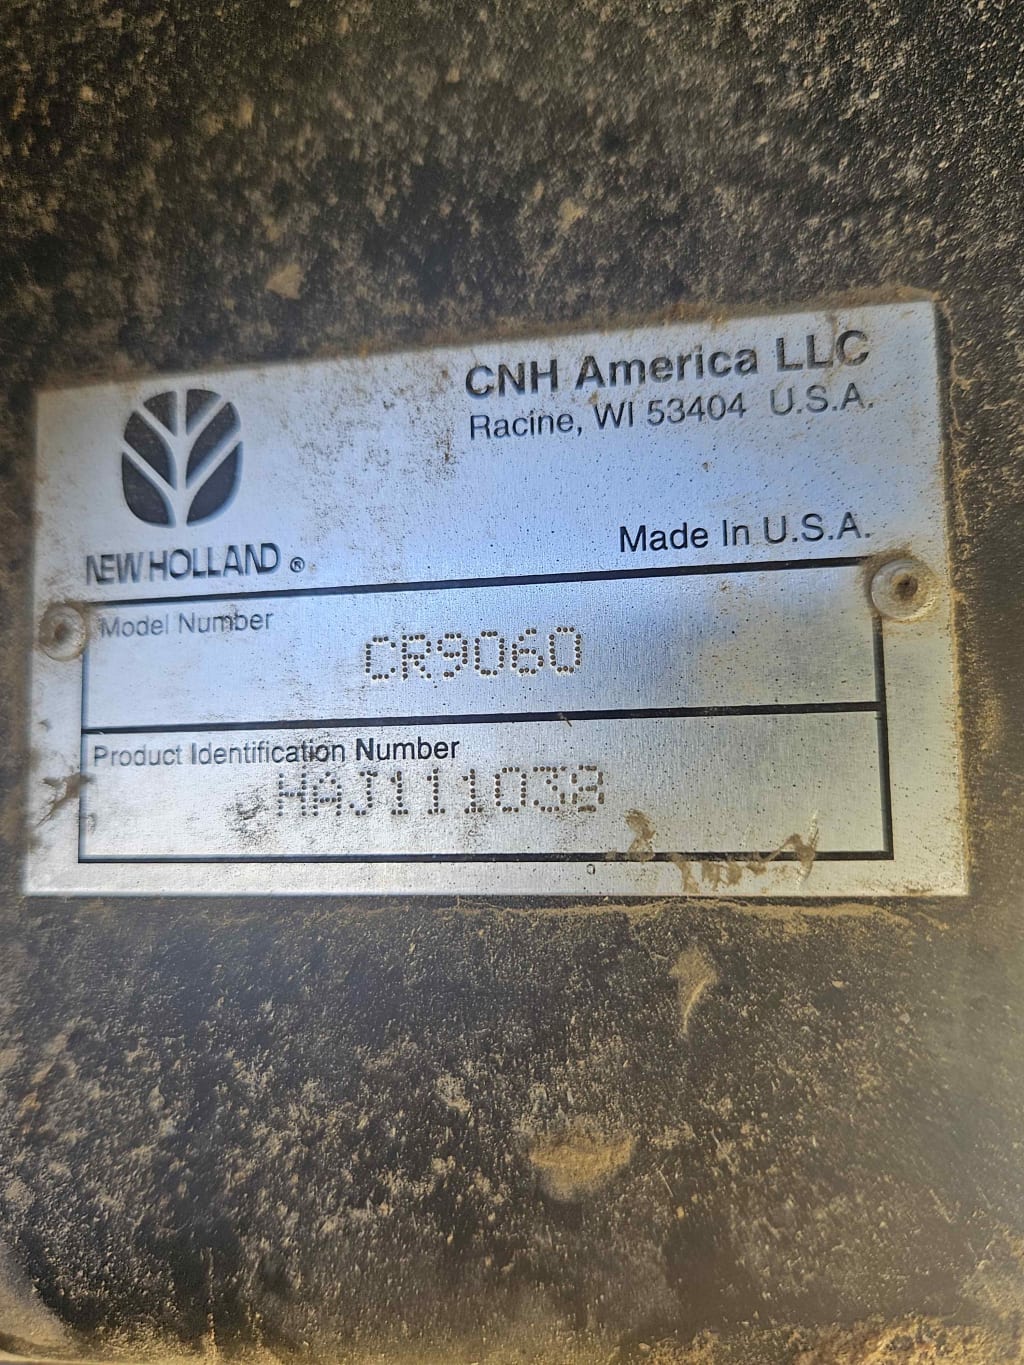 CNH America LLC
Racine, WI 53404 U.S.A.
Made In U.S.A.
NEW HOLLAND ®
Model Number
CR9060
Product Identification Number
HAJ111038